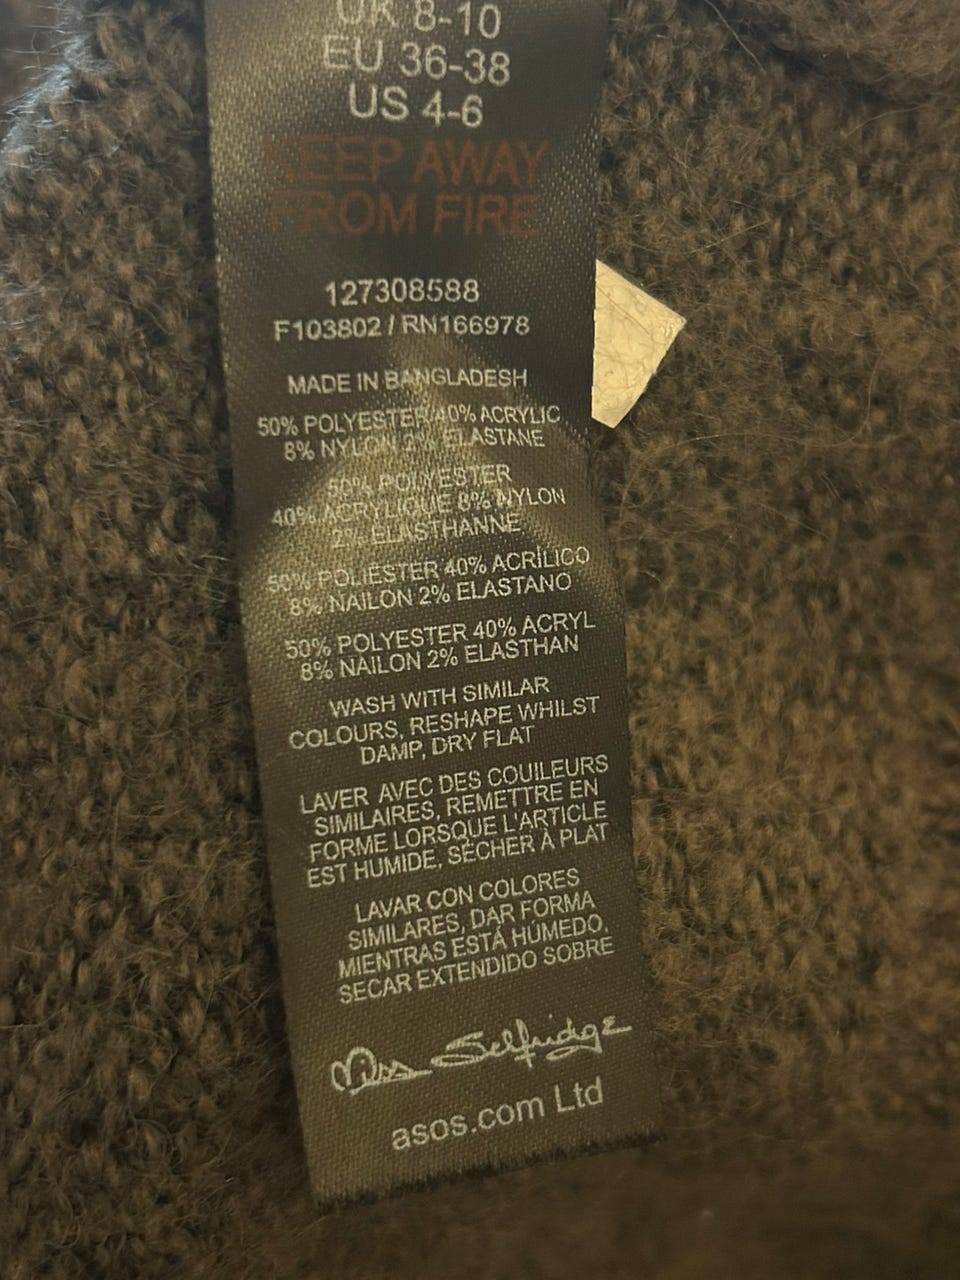 UK 8-10
EU 36-38
US 4-6
KEEP AWAY
FROM FIRE
127308588
F103802 / RN166978
MADE IN BANGLADESH
50% POLYESTER 40% ACRYLIC
8% NYLON 2% ELASTANE
50% POLYESTER
40% ACRYLIQUE 8% NYLON
2% ELASTHANNE
50% POLIESTER 40% ACRÍLICO
8% NAILON 2% ELASTANO
50% POLYESTER 40% ACRYL
8% NAILON 2% ELASTHAN
WASH WITH SIMILAR
COLOURS, RESHAPE WHILST
DAMP, DRY FLAT
LAVER AVEC DES COUILEURS
SIMILAIRES, REMETTRE EN
FORME LORSQUE L'ARTICLE
EST HUMIDE, SÉCHER À PLAT
LAVAR CON COLORES
SIMILARES, DAR FORMA
MIENTRAS ESTÁ HÚMEDO,
SECAR EXTENDIDO SOBRE
Miss Selfridge
asos.com Ltd